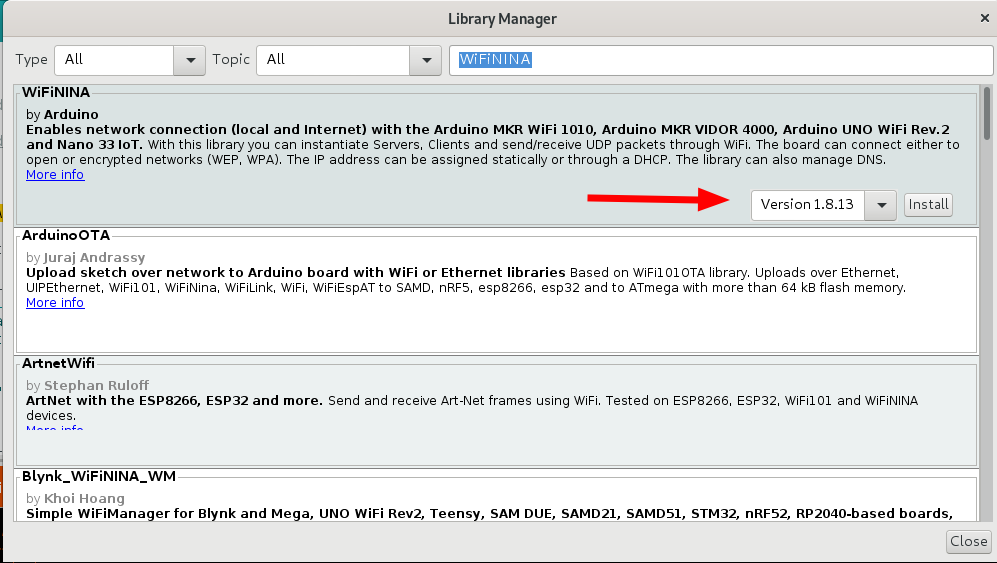 Library Manager
Type All Topic All WiFiNINA
WiFiNINA
by Arduino
Enables network connection (local and Internet) with the Arduino MKR WiFi 1010, Arduino MKR VIDOR 4000, Arduino UNO WiFi Rev.2
and Nano 33 IoT. With this library you can instantiate Servers, Clients and send/receive UDP packets through WiFi. The board can connect either to
open or encrypted networks (WEP, WPA). The IP address can be assigned statically or through a DHCP. The library can also manage DNS.
More info
Version 1.8.13 Install
ArduinoOTA
by Juraj Andrassy
Upload sketch over network to Arduino board with WiFi or Ethernet libraries Based on WiFi101OTA library. Uploads over Ethernet,
UIPEthernet, WiFi101, WiFiNina, WiFiLink, WiFi, WiFiEspAT to SAMD, nRF5, esp8266, esp32 and to ATmega with more than 64 kB flash memory.
More info
ArtnetWifi
by Stephan Ruloff
ArtNet with the ESP8266, ESP32 and more. Send and receive Art-Net frames using WiFi. Tested on ESP8266, ESP32, WiFi101 and WiFiNINA
devices.
More info
Blynk_WiFiNINA_WM
by Khoi Hoang
Simple WiFiManager for Blynk and Mega, UNO WiFi Rev2, Teensy, SAM DUE, SAMD21, SAMD51, STM32, nRF52, RP2040-based boards,
Close